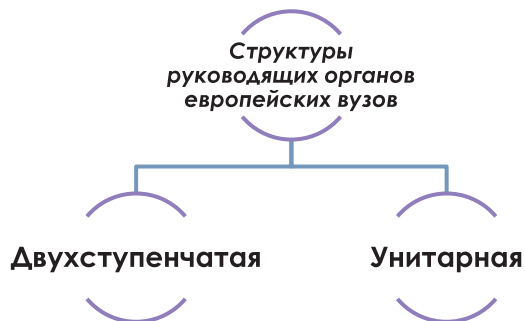 Структуры
руководящих органов
европейских вузов
Двухступенчатая
Унитарная